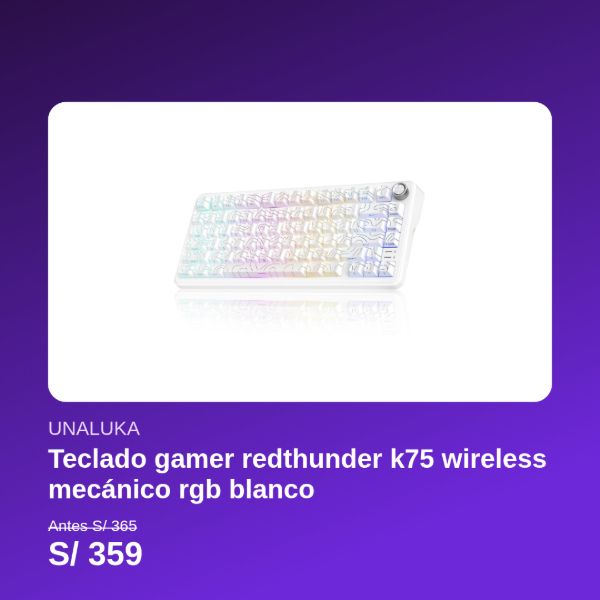 UNALUKA
Teclado gamer redthunder k75 wireless
mecánico rgb blanco
Antes S/ 365
S/ 359